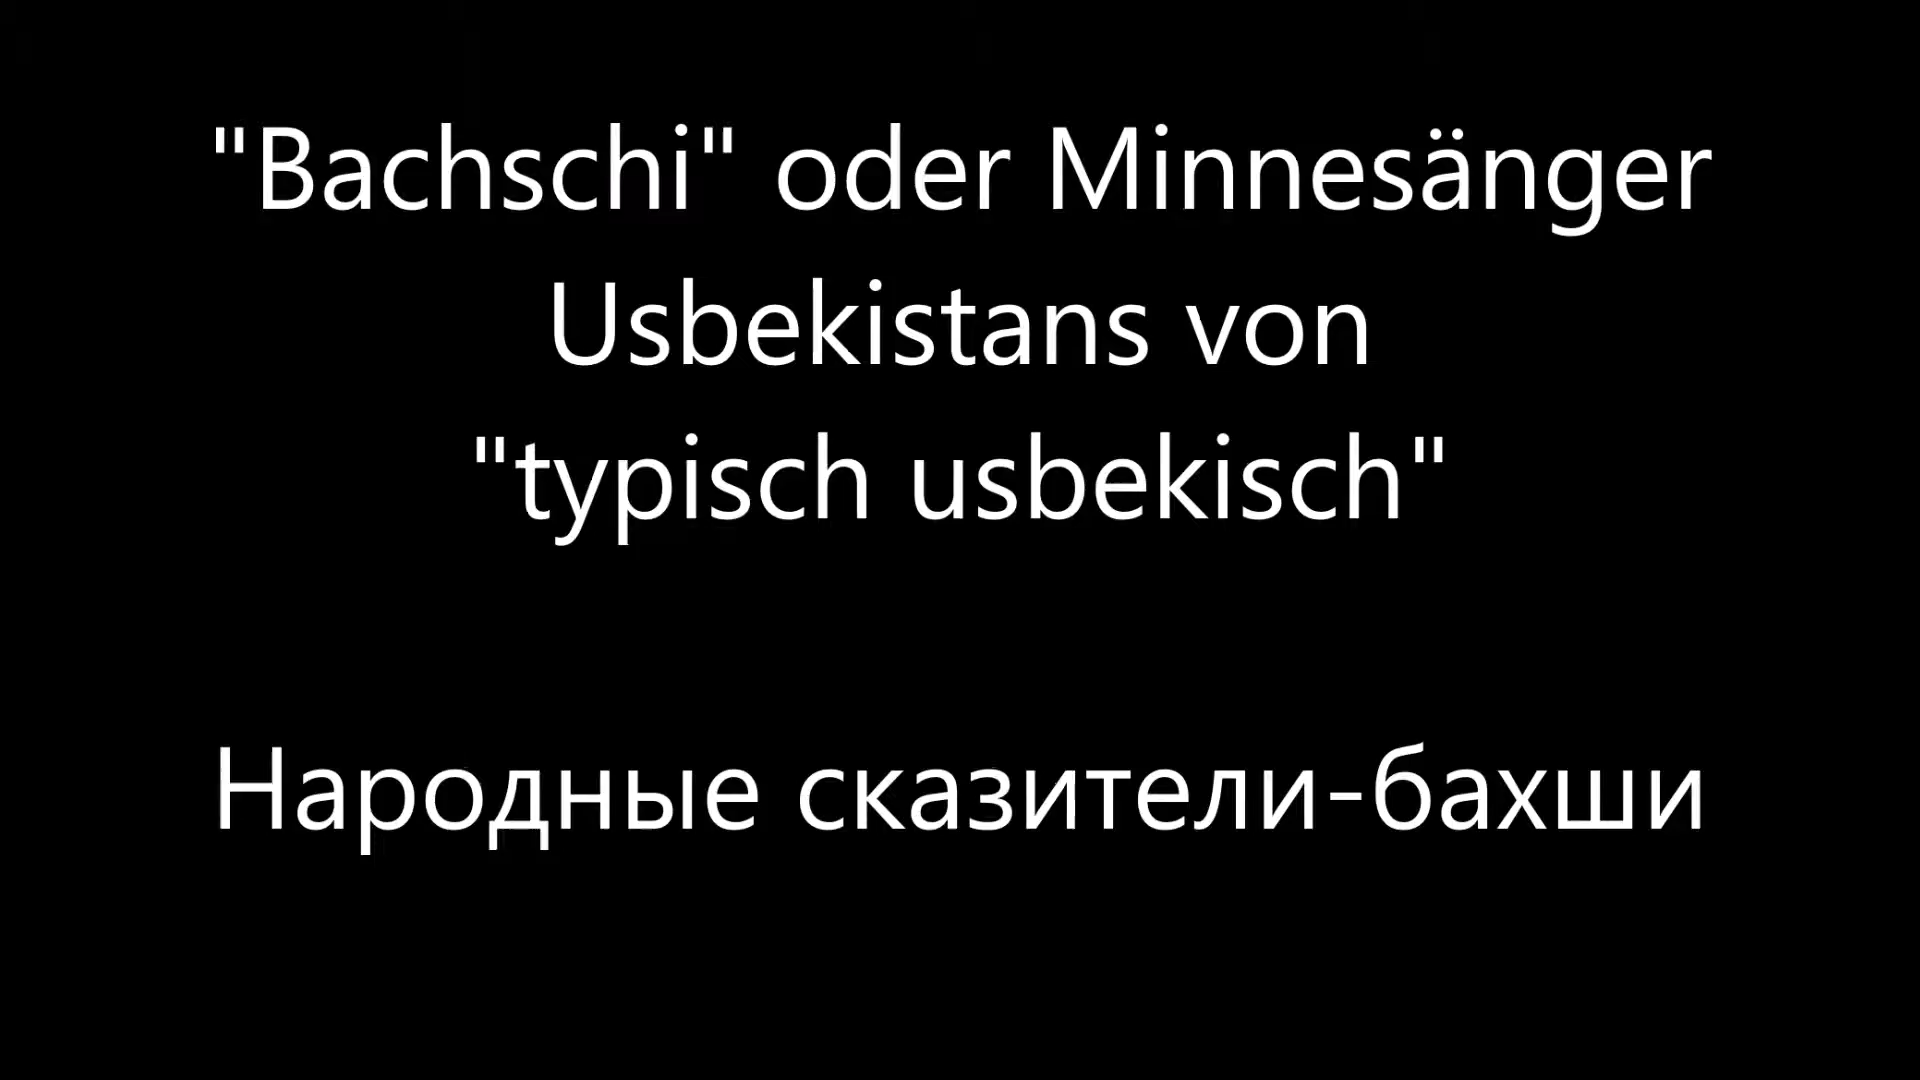 "Bachschi" oder Minnesänger
Usbekistans von
"typisch usbekisch"
Народные сказители-бахши